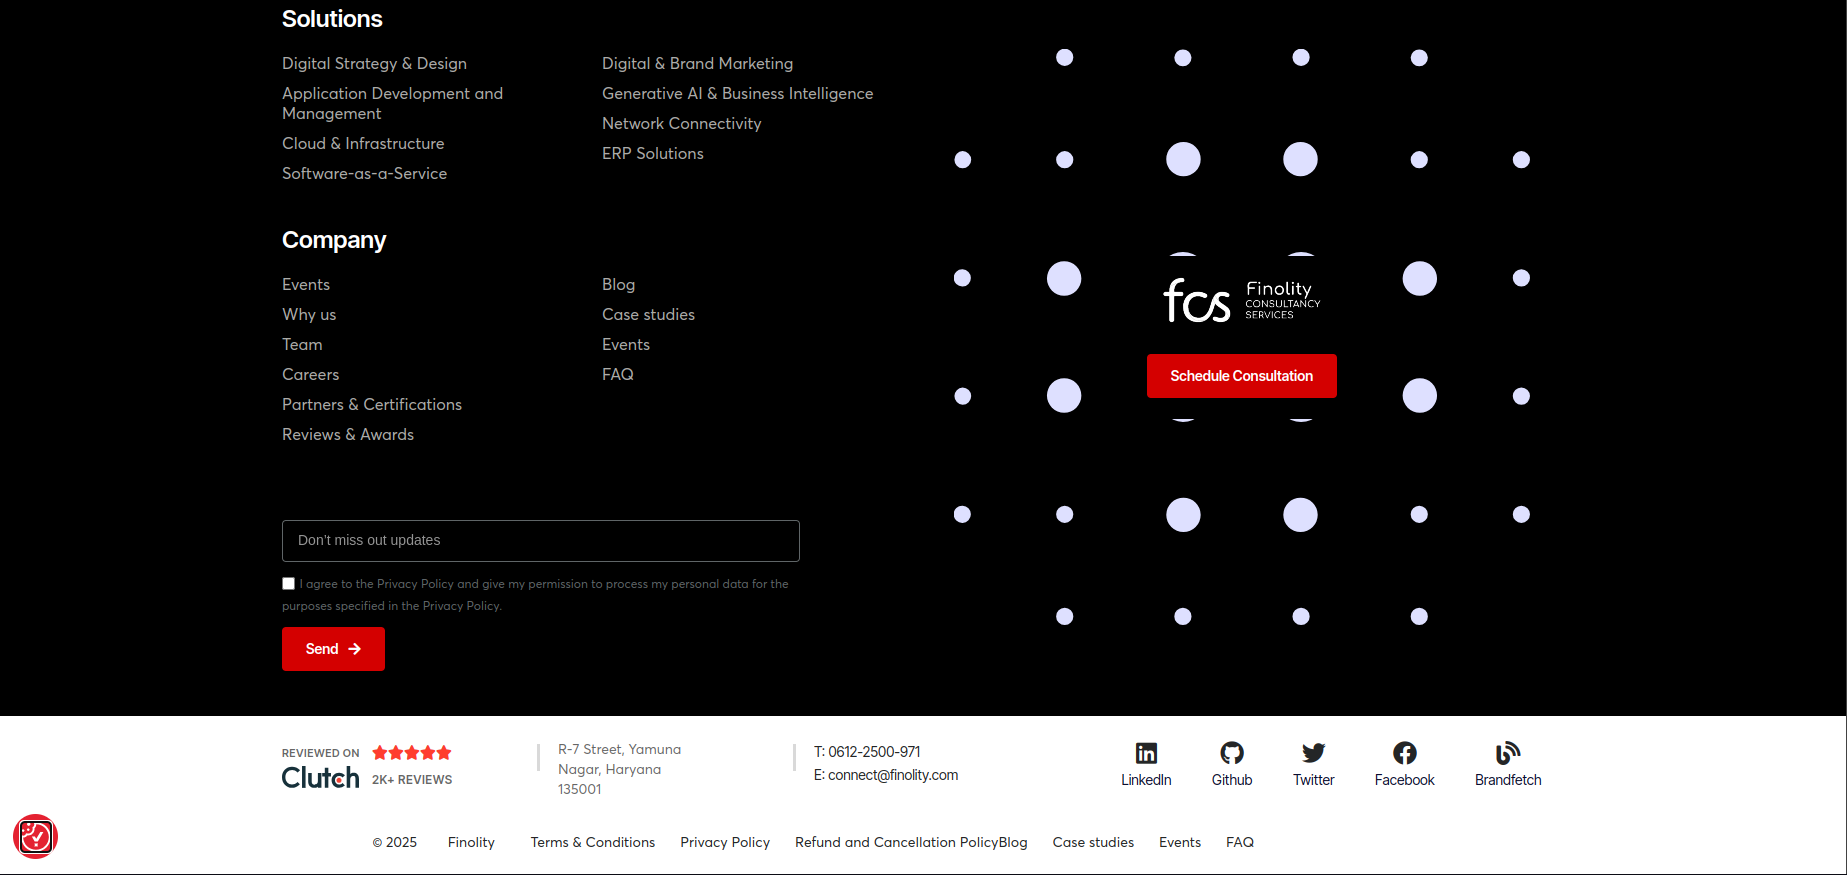 Solutions
Digital Strategy & Design
Application Development and
Management
Cloud & Infrastructure
Software-as-a-Service
Digital & Brand Marketing
Generative AI & Business Intelligence
Network Connectivity
ERP Solutions
Company
Events
Why us
Team
Careers
Partners & Certifications
Reviews & Awards
Blog
Case studies
Events
FAQ
fcs
Finolity
CONSULTANCY
SERVICES
Schedule Consultation
Don't miss out updates
I agree to the Privacy Policy and give my permission to process my personal data for the
purposes specified in the Privacy Policy.
Send
REVIEWED ON
Clutch
2K+ REVIEWS
R-7 Street, Yamuna
Nagar, Haryana
135001
T: 0612-2500-971
E: connect@finolity.com
LinkedIn
Github
Twitter
Facebook
Brandfetch
© 2025 Finolity Terms & Conditions Privacy Policy Refund and Cancellation PolicyBlog Case studies Events FAQ